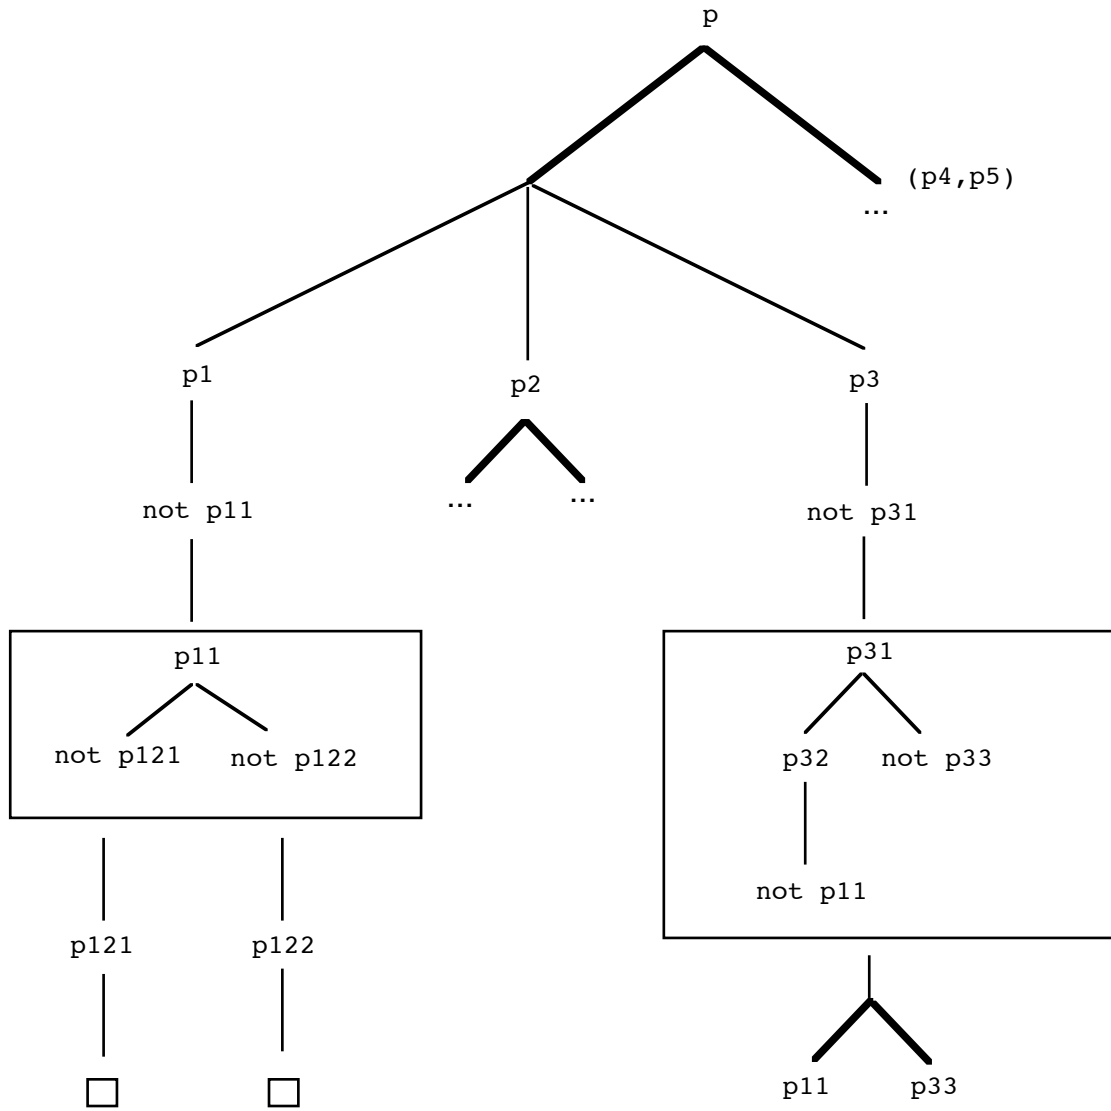 p
(p4,p5)
...
p1
p2
p3
...
...
not p11
not p31
p11
not p121
not p122
p31
p32
not p33
not p11
p121
p122
p11
p33